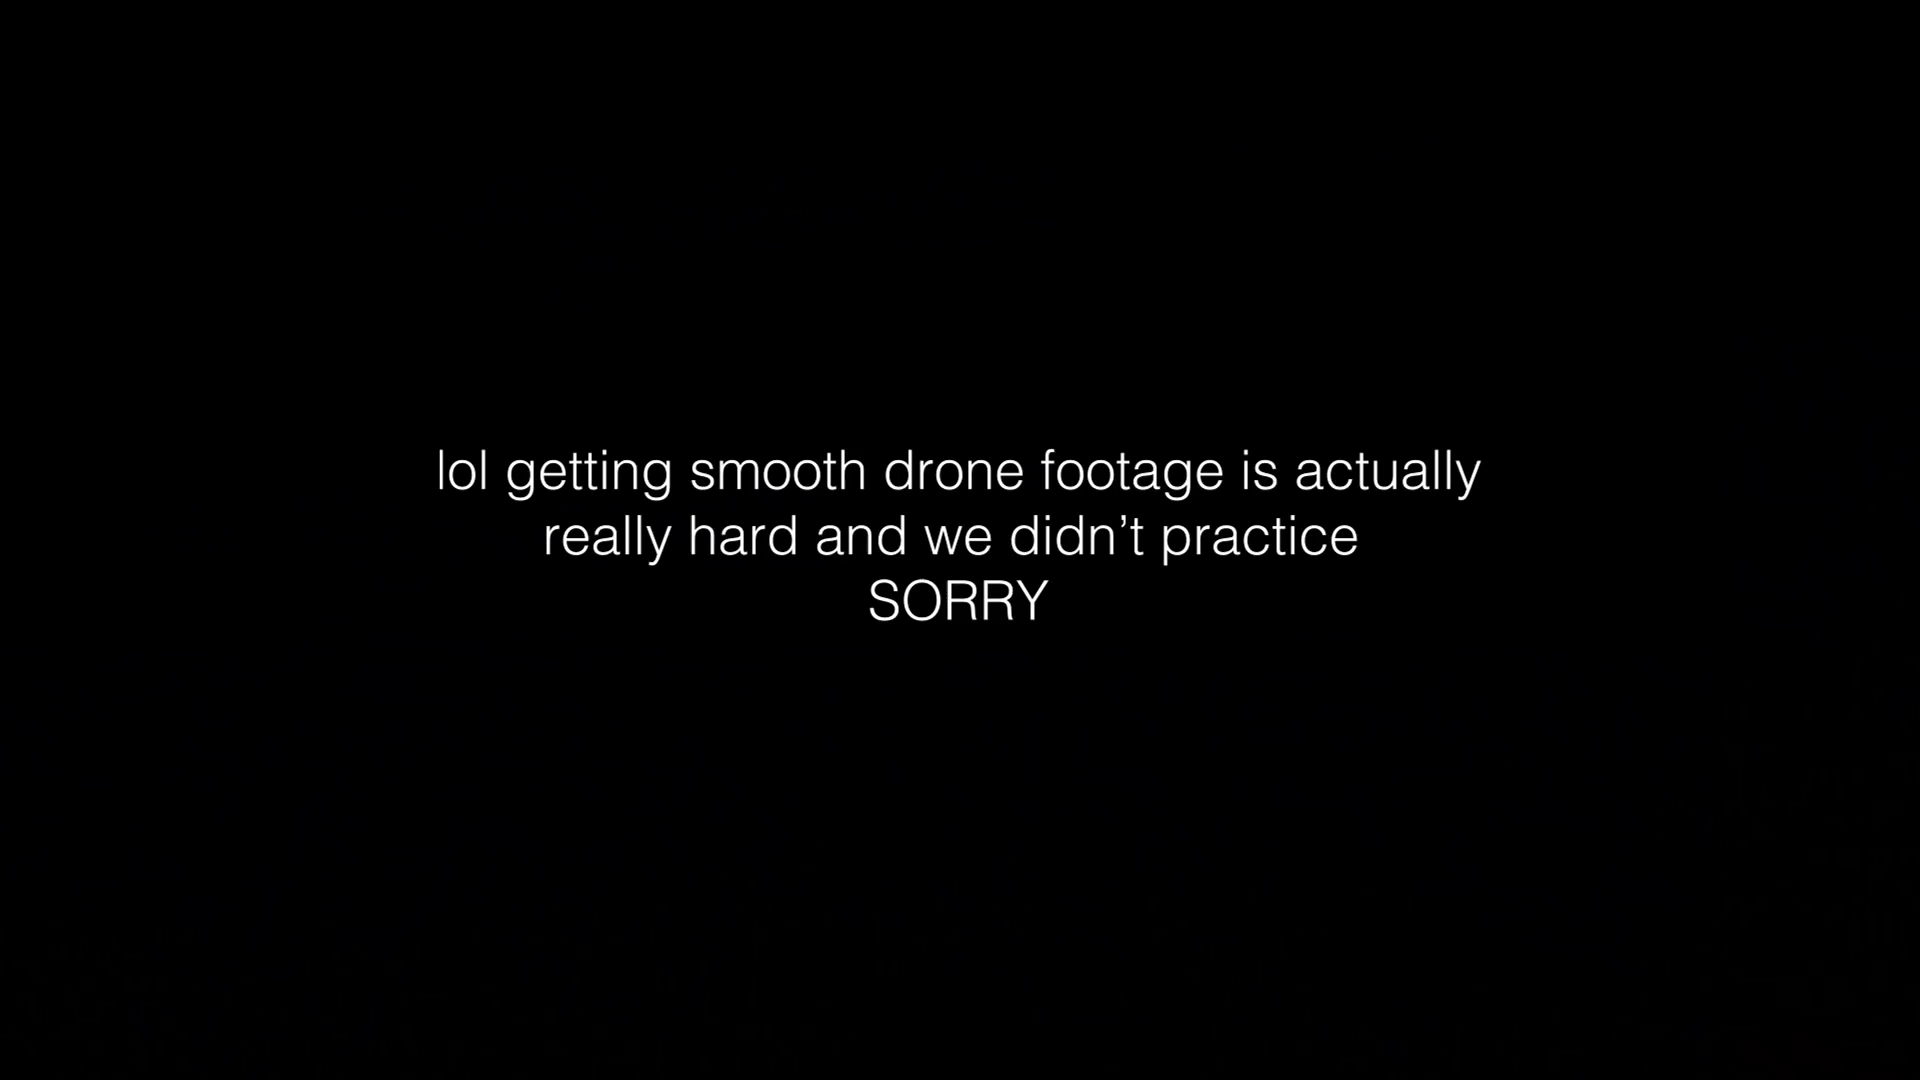 lol getting smooth drone footage is actually
really hard and we didn’t practice
SORRY